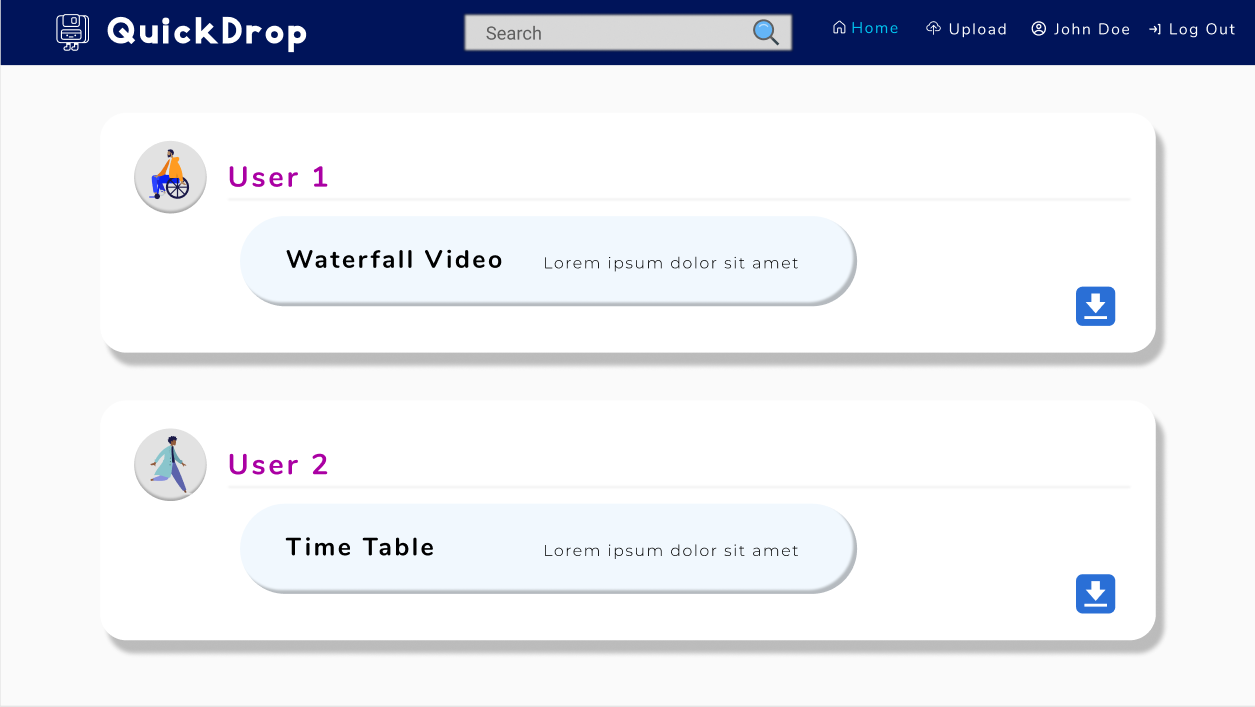 QuickDrop
Search
Home
Upload
John Doe
Log Out
User 1
Waterfall Video
Lorem ipsum dolor sit amet
User 2
Time Table
Lorem ipsum dolor sit amet